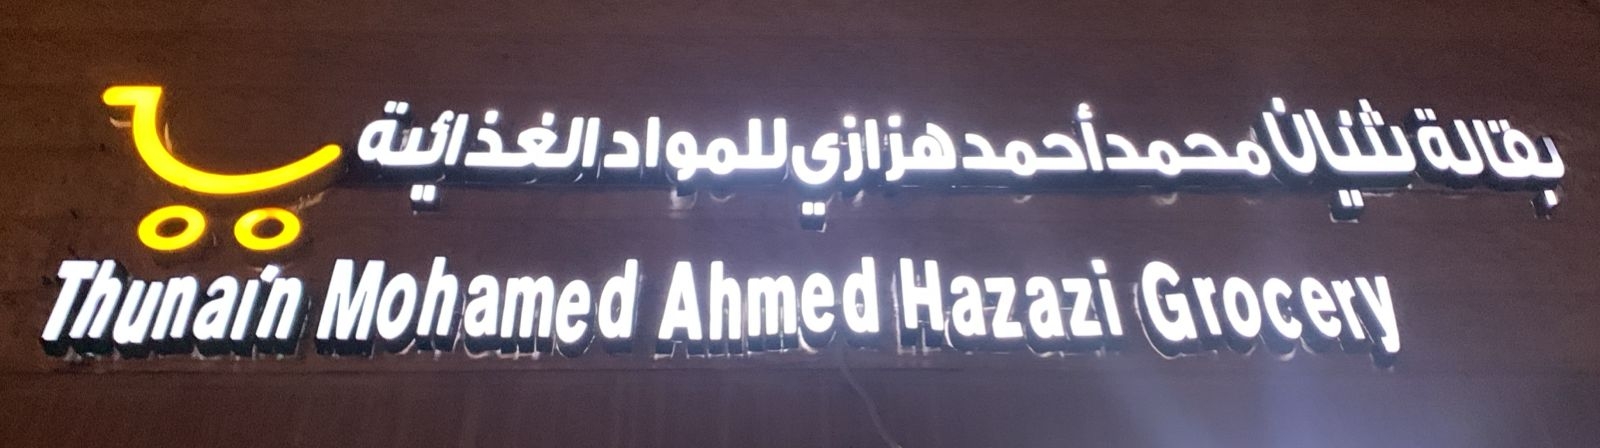 بقالة ثنيان محمد أحمد هزازي للمواد الغذائية
Thunain Mohamed Ahmed Hazazi Grocery